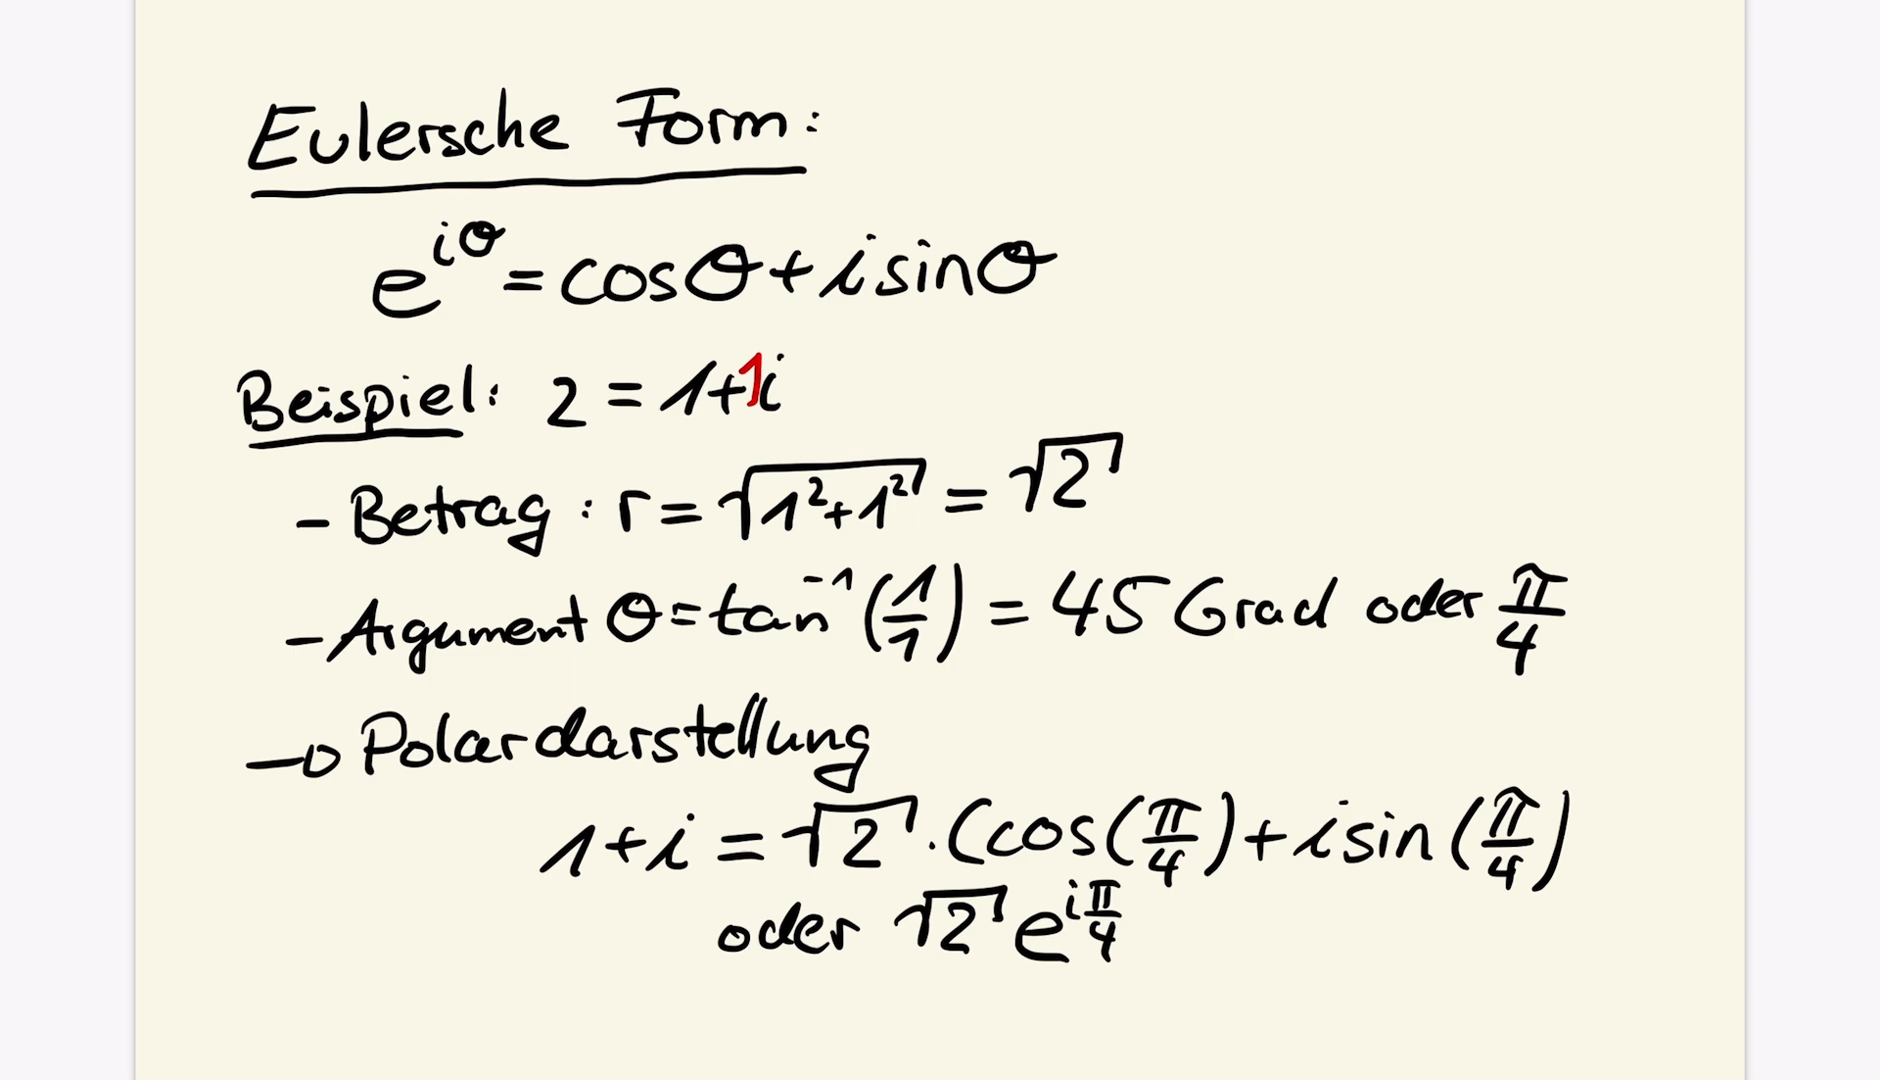 Eulersche Form:
e^{iθ} = cosθ + i sinθ
Beispiel: z = 1+1i
- Betrag: r = √(1²+1²) = √2
- Argument θ = tan⁻¹(1/1) = 45 Grad oder π/4
→ Polardarstellung
1+i = √2 · (cos(π/4) + i sin(π/4)
oder √2 e^{iπ/4}